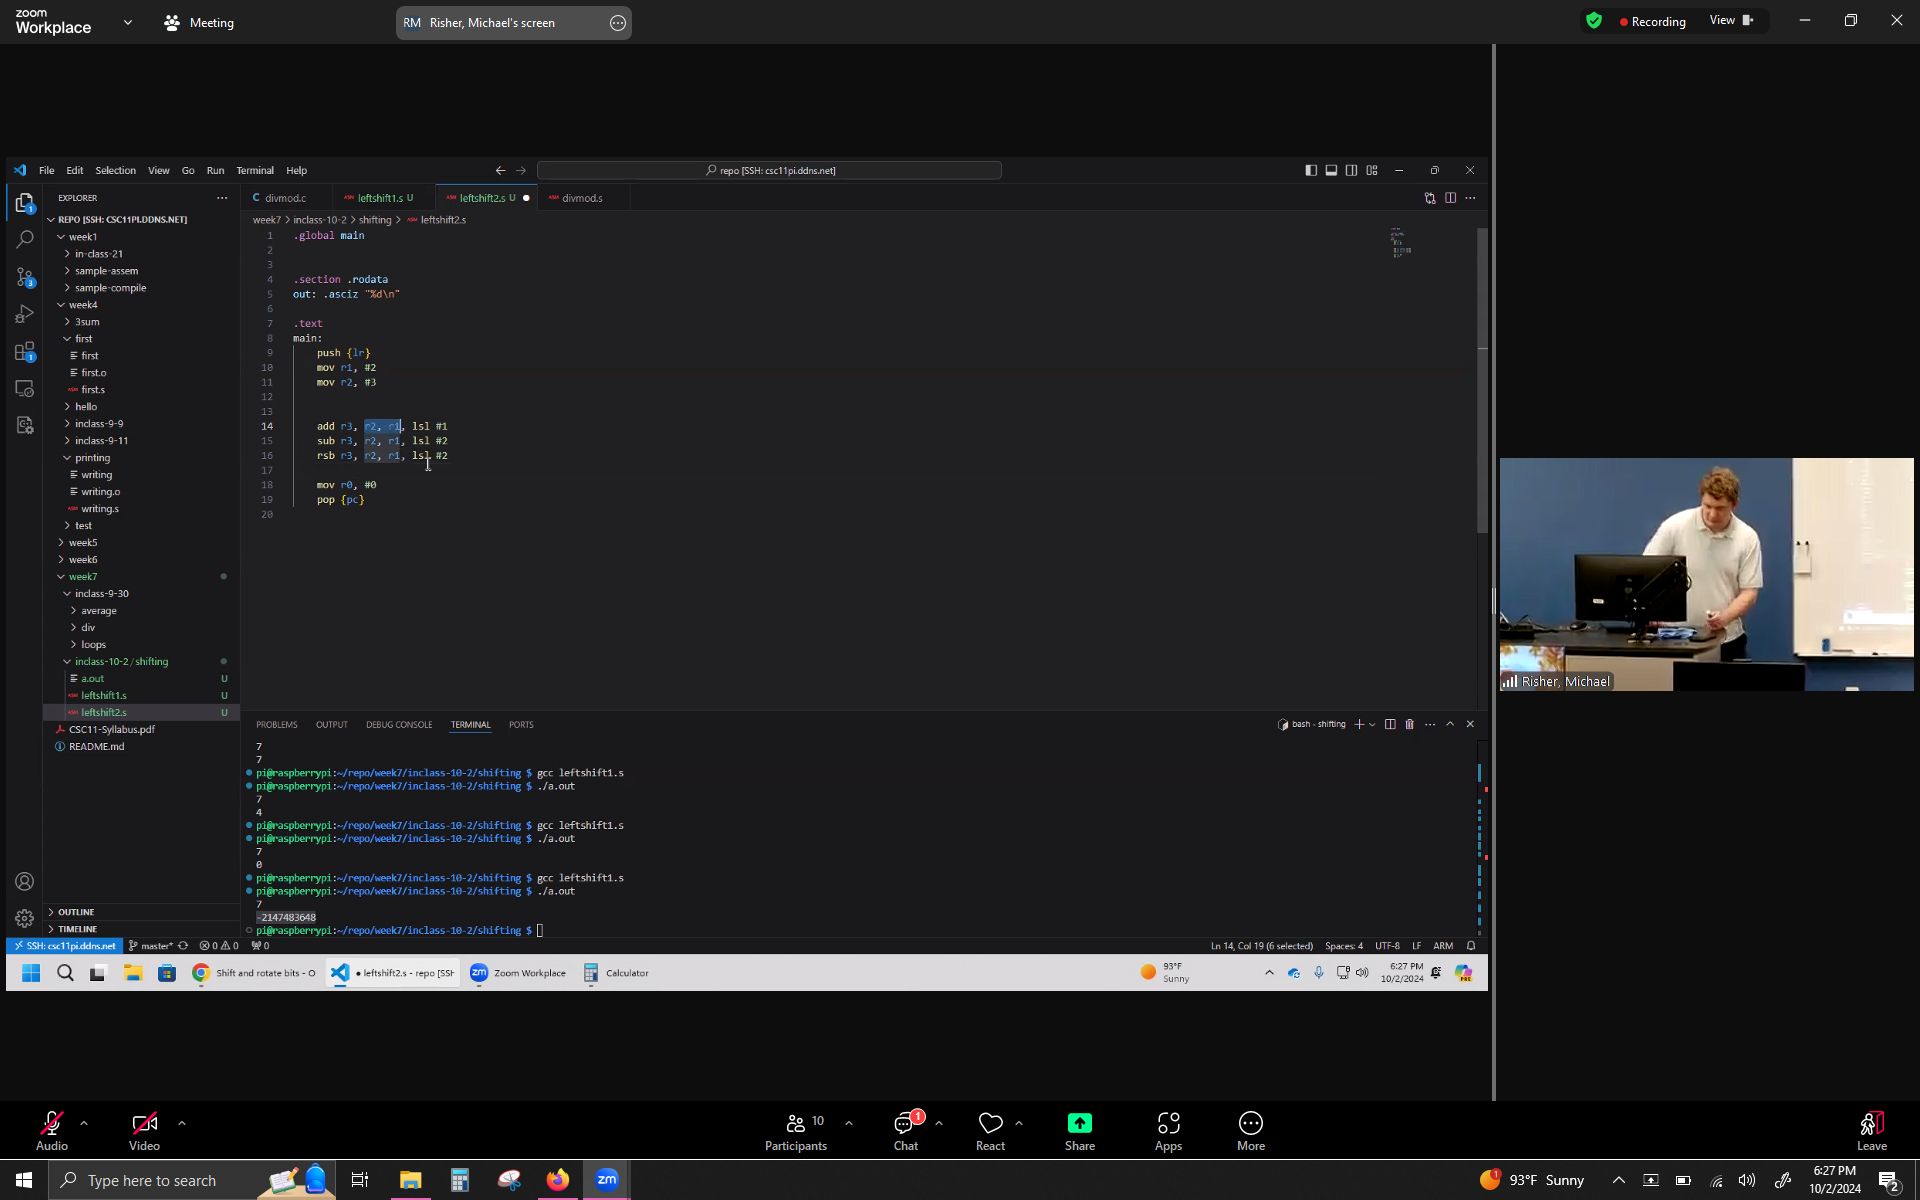 zoom
Workplace
Meeting
RM Risher, Michael's screen
Recording
View
File Edit Selection View Go Run Terminal Help
repo [SSH: csc11pi.ddns.net]
EXPLORER
C divmod.c
leftshift1.s U
leftshift2.s U
divmod.s
REPO [SSH: CSC11PI.DDNS.NET]
week7 > inclass-10-2 > shifting > leftshift2.s
week1
in-class-21
sample-assem
sample-compile
week4
3sum
first
first
first.o
first.s
hello
inclass-9-9
inclass-9-11
printing
writing
writing.o
writing.s
test
week5
week6
week7
inclass-9-30
average
div
loops
inclass-10-2 / shifting
a.out U
leftshift1.s U
leftshift2.s U
CSC11-Syllabus.pdf
README.md
OUTLINE
TIMELINE
1 .global main
2
3
4 .section .rodata
5 out: .asciz "%d\n"
6
7 .text
8 main:
9 push {lr}
10 mov r1, #2
11 mov r2, #3
12
13
14 add r3, r2, r1, lsl #1
15 sub r3, r2, r1, lsl #2
16 rsb r3, r2, r1, lsl #2
17
18 mov r0, #0
19 pop {pc}
20
PROBLEMS OUTPUT DEBUG CONSOLE TERMINAL PORTS
bash - shifting
7
7
pi@raspberrypi:~/repo/week7/inclass-10-2/shifting $ gcc leftshift1.s
pi@raspberrypi:~/repo/week7/inclass-10-2/shifting $ ./a.out
7
4
pi@raspberrypi:~/repo/week7/inclass-10-2/shifting $ gcc leftshift1.s
pi@raspberrypi:~/repo/week7/inclass-10-2/shifting $ ./a.out
7
0
pi@raspberrypi:~/repo/week7/inclass-10-2/shifting $ gcc leftshift1.s
pi@raspberrypi:~/repo/week7/inclass-10-2/shifting $ ./a.out
7
-2147483648
pi@raspberrypi:~/repo/week7/inclass-10-2/shifting $
SSH: csc11pi.ddns.net master* 0 0 0
Ln 14, Col 19 (6 selected) Spaces: 4 UTF-8 LF ARM
Shift and rotate bits - O
leftshift2.s - repo [SSH
Zoom Workplace
Calculator
93°F
Sunny
6:27 PM
10/2/2024
Risher, Michael
Audio
Video
10
Participants
1
Chat
React
Share
Apps
More
Leave
Type here to search
zm
93°F Sunny
6:27 PM
10/2/2024
2